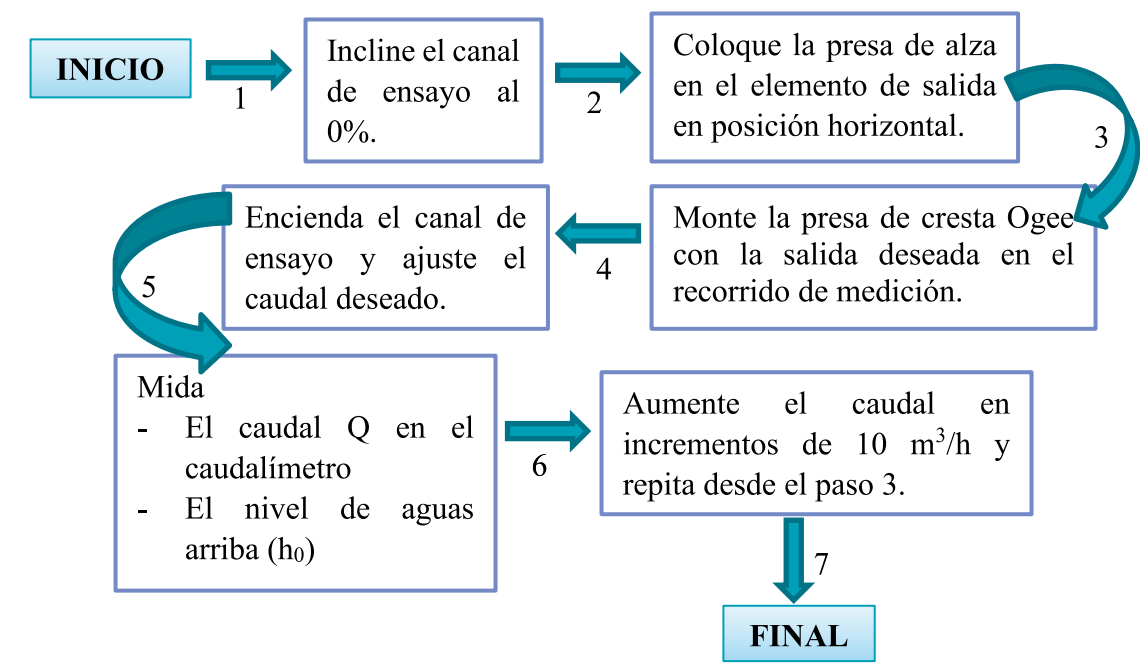 INICIO
1
Incline el canal
de ensayo al
0%.
2
Coloque la presa de alza
en el elemento de salida
en posición horizontal.
3
Monte la presa de cresta Ogee
con la salida deseada en el
recorrido de medición.
4
Encienda el canal de
ensayo y ajuste el
caudal deseado.
5
Mida
- El caudal Q en el
caudalímetro
- El nivel de aguas
arriba (h₀)
6
Aumente el caudal en
incrementos de 10 m³/h y
repita desde el paso 3.
7
FINAL